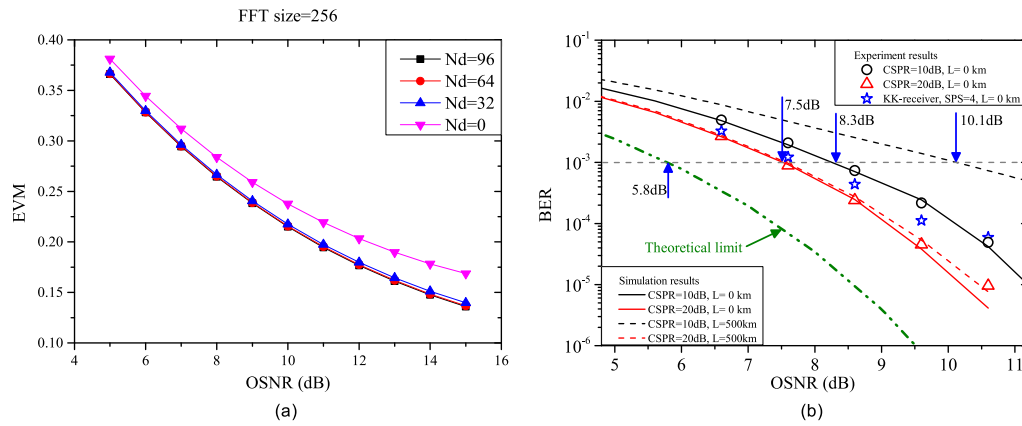 FFT size=256
0.40
0.35
0.30
0.25
0.20
0.15
0.10
EVM
4
6
8
10
12
14
16
OSNR (dB)
Nd=96
Nd=64
Nd=32
Nd=0
(a)
10^-1
10^-2
10^-3
10^-4
10^-5
10^-6
BER
5
6
7
8
9
10
11
OSNR (dB)
Experiment results
CSPR=10dB, L= 0 km
CSPR=20dB, L= 0 km
KK-receiver, SPS=4, L= 0 km
7.5dB
8.3dB
10.1dB
5.8dB
Theoretical limit
Simulation results
CSPR=10dB, L= 0 km
CSPR=20dB, L= 0 km
CSPR=10dB, L=500km
CSPR=20dB, L=500km
(b)